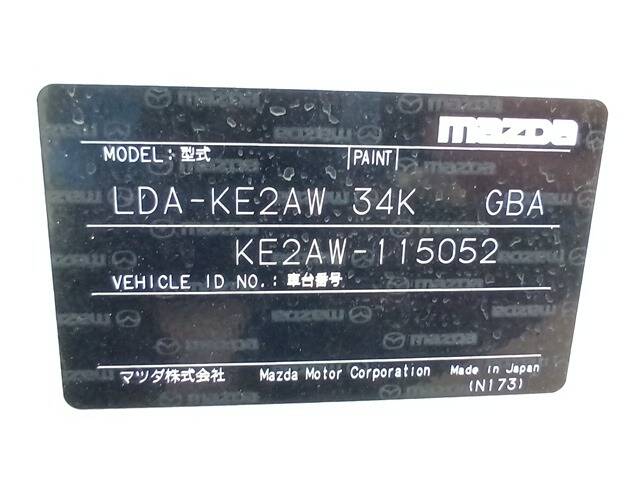 mazda
MODEL: 型式 PAINT
LDA-KE2AW 34K GBA
KE2AW-115052
VEHICLE ID NO.: 車台番号
マツダ株式会社 Mazda Motor Corporation Made in Japan
(N173)